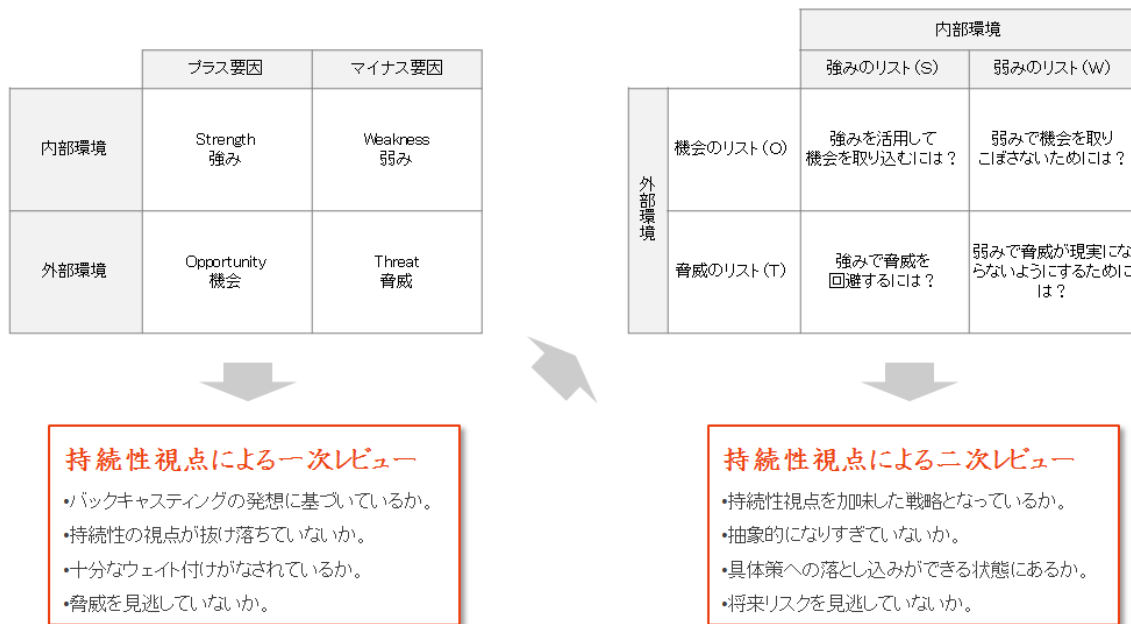 プラス要因
マイナス要因
内部環境
Strength
強み
Weakness
弱み
外部環境
Opportunity
機会
Threat
脅威
内部環境
強みのリスト(S)
弱みのリスト(W)
外部環境
機会のリスト(O)
強みを活用して
機会を取り込むには？
弱みで機会を取り
こぼさないためには？
脅威のリスト(T)
強みで脅威を
回避するには？
弱みで脅威が現実にな
らないようにするために
は？
持続性視点による一次レビュー
•バックキャスティングの発想に基づいているか。
•持続性の視点が抜け落ちていないか。
•十分なウェイト付けがなされているか。
•脅威を見逃していないか。
持続性視点による二次レビュー
•持続性視点を加味した戦略となっているか。
•抽象的になりすぎていないか。
•具体策への落とし込みができる状態にあるか。
•将来リスクを見逃していないか。